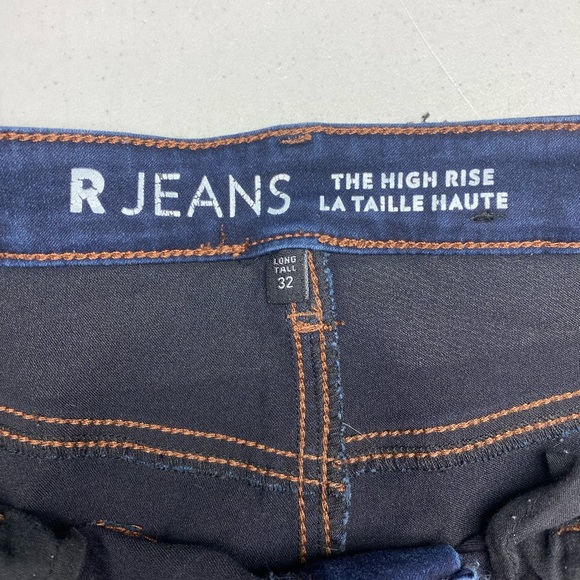 R JEANS
THE HIGH RISE
LA TAILLE HAUTE
LONG
TALL
32